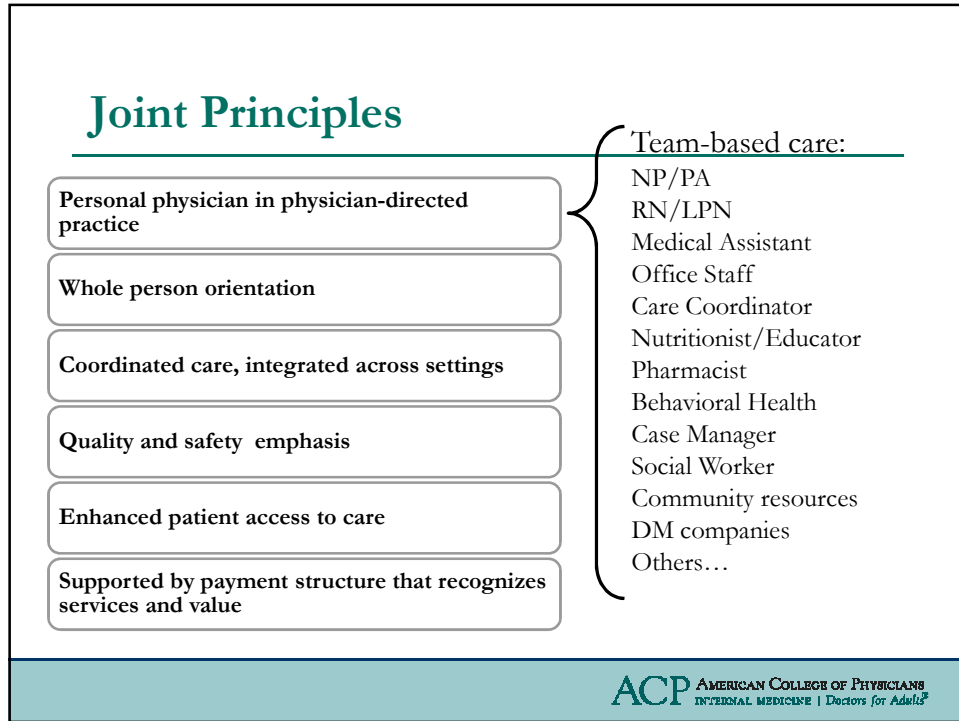 Joint Principles
Personal physician in physician-directed
practice
Whole person orientation
Coordinated care, integrated across settings
Quality and safety emphasis
Enhanced patient access to care
Supported by payment structure that recognizes
services and value
Team-based care:
NP/PA
RN/LPN
Medical Assistant
Office Staff
Care Coordinator
Nutritionist/Educator
Pharmacist
Behavioral Health
Case Manager
Social Worker
Community resources
DM companies
Others…
ACP AMERICAN COLLEGE OF PHYSICIANS
INTERNAL MEDICINE | Doctors for Adults®